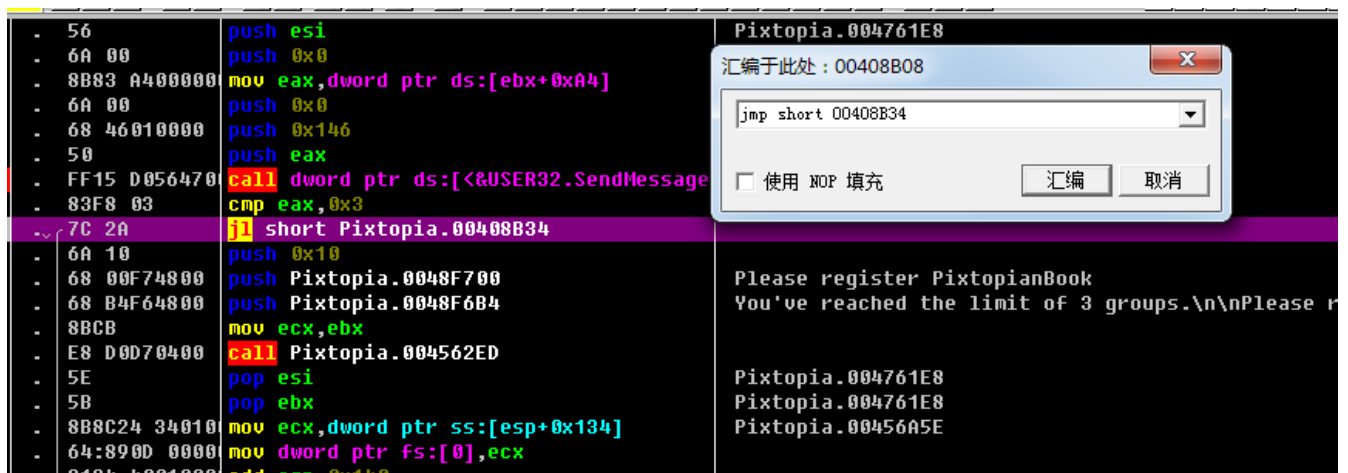 . 56 push esi Pixtopia.004761E8
. 6A 00 push 0x0
. 8B83 A4000000 mov eax,dword ptr ds:[ebx+0xA4]
. 6A 00 push 0x0
. 68 46010000 push 0x146
. 50 push eax
. FF15 D0564700 call dword ptr ds:[<&USER32.SendMessage
. 83F8 03 cmp eax,0x3
. 7C 2A jl short Pixtopia.00408B34
. 6A 10 push 0x10
. 68 00F74800 push Pixtopia.0048F700 Please register PixtopianBook
. 68 B4F64800 push Pixtopia.0048F6B4 You've reached the limit of 3 groups.\n\nPlease r
. 8BCB mov ecx,ebx
. E8 D0D70400 call Pixtopia.004562ED
. 5E pop esi Pixtopia.004761E8
. 5B pop ebx Pixtopia.004761E8
. 8B8C24 34010 mov ecx,dword ptr ss:[esp+0x134] Pixtopia.00456A5E
. 64:890D 0000 mov dword ptr fs:[0],ecx
汇编于此处：00408B08
jmp short 00408B34
使用 NOP 填充
汇编
取消